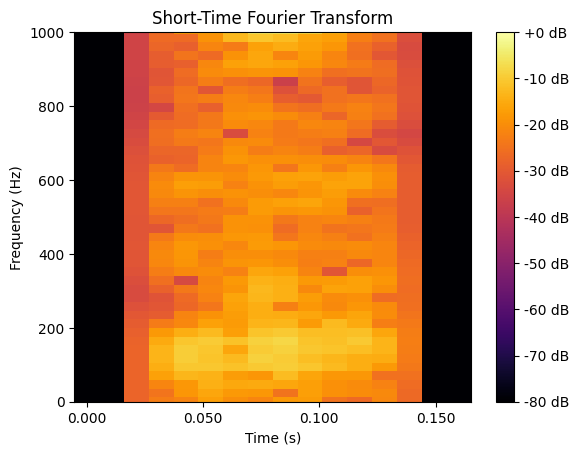 Short-Time Fourier Transform
Frequency (Hz)
1000
800
600
400
200
0
0.000
0.050
0.100
0.150
Time (s)
+0 dB
-10 dB
-20 dB
-30 dB
-40 dB
-50 dB
-60 dB
-70 dB
-80 dB